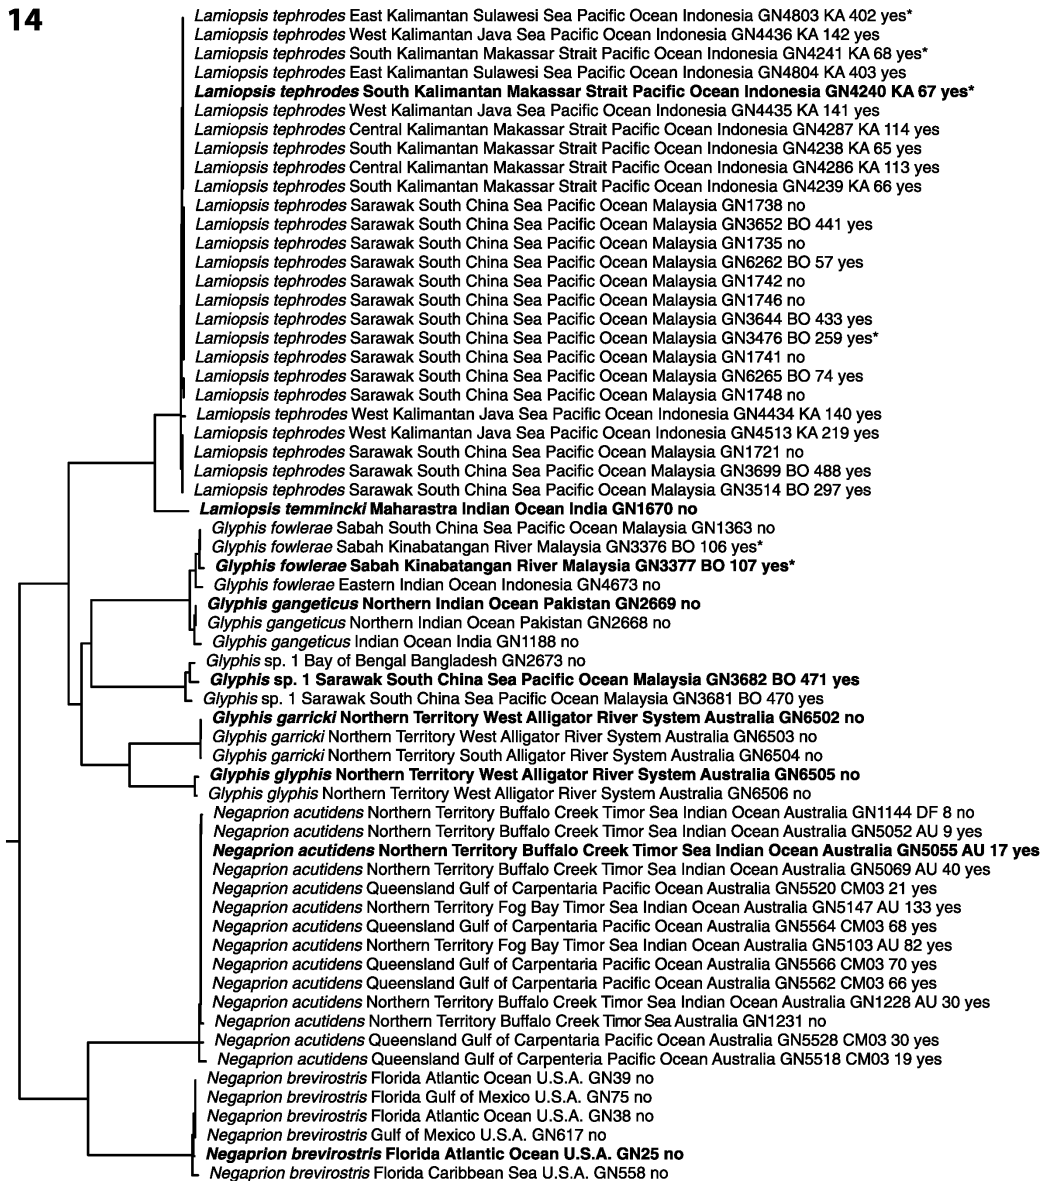 14
Lamiopsis tephrodes East Kalimantan Sulawesi Sea Pacific Ocean Indonesia GN4803 KA 402 yes*
Lamiopsis tephrodes West Kalimantan Java Sea Pacific Ocean Indonesia GN4436 KA 142 yes
Lamiopsis tephrodes South Kalimantan Makassar Strait Pacific Ocean Indonesia GN4241 KA 68 yes*
Lamiopsis tephrodes East Kalimantan Sulawesi Sea Pacific Ocean Indonesia GN4804 KA 403 yes
Lamiopsis tephrodes South Kalimantan Makassar Strait Pacific Ocean Indonesia GN4240 KA 67 yes*
Lamiopsis tephrodes West Kalimantan Java Sea Pacific Ocean Indonesia GN4435 KA 141 yes
Lamiopsis tephrodes Central Kalimantan Makassar Strait Pacific Ocean Indonesia GN4287 KA 114 yes
Lamiopsis tephrodes South Kalimantan Makassar Strait Pacific Ocean Indonesia GN4238 KA 65 yes
Lamiopsis tephrodes Central Kalimantan Makassar Strait Pacific Ocean Indonesia GN4286 KA 113 yes
Lamiopsis tephrodes South Kalimantan Makassar Strait Pacific Ocean Indonesia GN4239 KA 66 yes
Lamiopsis tephrodes Sarawak South China Sea Pacific Ocean Malaysia GN1738 no
Lamiopsis tephrodes Sarawak South China Sea Pacific Ocean Malaysia GN3652 BO 441 yes
Lamiopsis tephrodes Sarawak South China Sea Pacific Ocean Malaysia GN1735 no
Lamiopsis tephrodes Sarawak South China Sea Pacific Ocean Malaysia GN6262 BO 57 yes
Lamiopsis tephrodes Sarawak South China Sea Pacific Ocean Malaysia GN1742 no
Lamiopsis tephrodes Sarawak South China Sea Pacific Ocean Malaysia GN1746 no
Lamiopsis tephrodes Sarawak South China Sea Pacific Ocean Malaysia GN3644 BO 433 yes
Lamiopsis tephrodes Sarawak South China Sea Pacific Ocean Malaysia GN3476 BO 259 yes*
Lamiopsis tephrodes Sarawak South China Sea Pacific Ocean Malaysia GN1741 no
Lamiopsis tephrodes Sarawak South China Sea Pacific Ocean Malaysia GN6265 BO 74 yes
Lamiopsis tephrodes Sarawak South China Sea Pacific Ocean Malaysia GN1748 no
Lamiopsis tephrodes West Kalimantan Java Sea Pacific Ocean Indonesia GN4434 KA 140 yes
Lamiopsis tephrodes West Kalimantan Java Sea Pacific Ocean Indonesia GN4513 KA 219 yes
Lamiopsis tephrodes Sarawak South China Sea Pacific Ocean Malaysia GN1721 no
Lamiopsis tephrodes Sarawak South China Sea Pacific Ocean Malaysia GN3699 BO 488 yes
Lamiopsis tephrodes Sarawak South China Sea Pacific Ocean Malaysia GN3514 BO 297 yes
Lamiopsis temmincki Maharastra Indian Ocean India GN1670 no
Glyphis fowlerae Sabah South China Sea Pacific Ocean Malaysia GN1363 no
Glyphis fowlerae Sabah Kinabatangan River Malaysia GN3376 BO 106 yes*
Glyphis fowlerae Sabah Kinabatangan River Malaysia GN3377 BO 107 yes*
Glyphis fowlerae Eastern Indian Ocean Indonesia GN4673 no
Glyphis gangeticus Northern Indian Ocean Pakistan GN2669 no
Glyphis gangeticus Northern Indian Ocean Pakistan GN2668 no
Glyphis gangeticus Indian Ocean India GN1188 no
Glyphis sp. 1 Bay of Bengal Bangladesh GN2673 no
Glyphis sp. 1 Sarawak South China Sea Pacific Ocean Malaysia GN3682 BO 471 yes
Glyphis sp. 1 Sarawak South China Sea Pacific Ocean Malaysia GN3681 BO 470 yes
Glyphis garricki Northern Territory West Alligator River System Australia GN6502 no
Glyphis garricki Northern Territory West Alligator River System Australia GN6503 no
Glyphis garricki Northern Territory South Alligator River System Australia GN6504 no
Glyphis glyphis Northern Territory West Alligator River System Australia GN6505 no
Glyphis glyphis Northern Territory West Alligator River System Australia GN6506 no
Negaprion acutidens Northern Territory Buffalo Creek Timor Sea Indian Ocean Australia GN1144 DF 8 no
Negaprion acutidens Northern Territory Buffalo Creek Timor Sea Indian Ocean Australia GN5052 AU 9 yes
Negaprion acutidens Northern Territory Buffalo Creek Timor Sea Indian Ocean Australia GN5055 AU 17 yes
Negaprion acutidens Northern Territory Buffalo Creek Timor Sea Indian Ocean Australia GN5069 AU 40 yes
Negaprion acutidens Queensland Gulf of Carpentaria Pacific Ocean Australia GN5520 CM03 21 yes
Negaprion acutidens Northern Territory Fog Bay Timor Sea Indian Ocean Australia GN5147 AU 133 yes
Negaprion acutidens Queensland Gulf of Carpentaria Pacific Ocean Australia GN5564 CM03 68 yes
Negaprion acutidens Northern Territory Fog Bay Timor Sea Indian Ocean Australia GN5103 AU 82 yes
Negaprion acutidens Queensland Gulf of Carpentaria Pacific Ocean Australia GN5566 CM03 70 yes
Negaprion acutidens Queensland Gulf of Carpentaria Pacific Ocean Australia GN5562 CM03 66 yes
Negaprion acutidens Northern Territory Buffalo Creek Timor Sea Indian Ocean Australia GN1228 AU 30 yes
Negaprion acutidens Northern Territory Buffalo Creek Timor Sea Australia GN1231 no
Negaprion acutidens Queensland Gulf of Carpentaria Pacific Ocean Australia GN5528 CM03 30 yes
Negaprion acutidens Queensland Gulf of Carpenteria Pacific Ocean Australia GN5518 CM03 19 yes
Negaprion brevirostris Florida Atlantic Ocean U.S.A. GN39 no
Negaprion brevirostris Florida Gulf of Mexico U.S.A. GN75 no
Negaprion brevirostris Florida Atlantic Ocean U.S.A. GN38 no
Negaprion brevirostris Gulf of Mexico U.S.A. GN617 no
Negaprion brevirostris Florida Atlantic Ocean U.S.A. GN25 no
Negaprion brevirostris Florida Caribbean Sea U.S.A. GN558 no